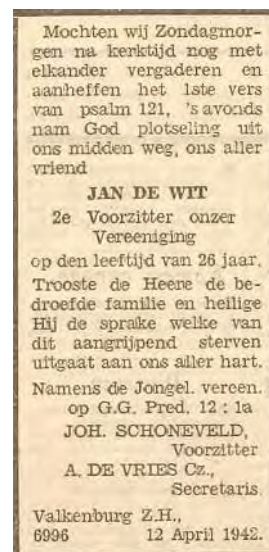 Mochten wij Zondagmor-
gen na kerktijd nog met
elkander vergaderen en
aanheffen het 1ste vers
van psalm 121, 's avonds
nam God plotseling uit
ons midden weg, ons aller
vriend
JAN DE WIT
2e Voorzitter onzer
Vereeniging
op den leeftijd van 26 jaar.
Trooste de Heere de be-
droefde familie en heilige
Hij de sprake welke van
dit aangrijpend sterven
uitgaat aan ons aller hart.
Namens de Jongel. vereen.
op G.G. Pred. 12 : 1a
JOH. SCHONEVELD,
Voorzitter
A. DE VRIES Cz.,
Secretaris.
Valkenburg Z.H.,
6996 12 April 1942.